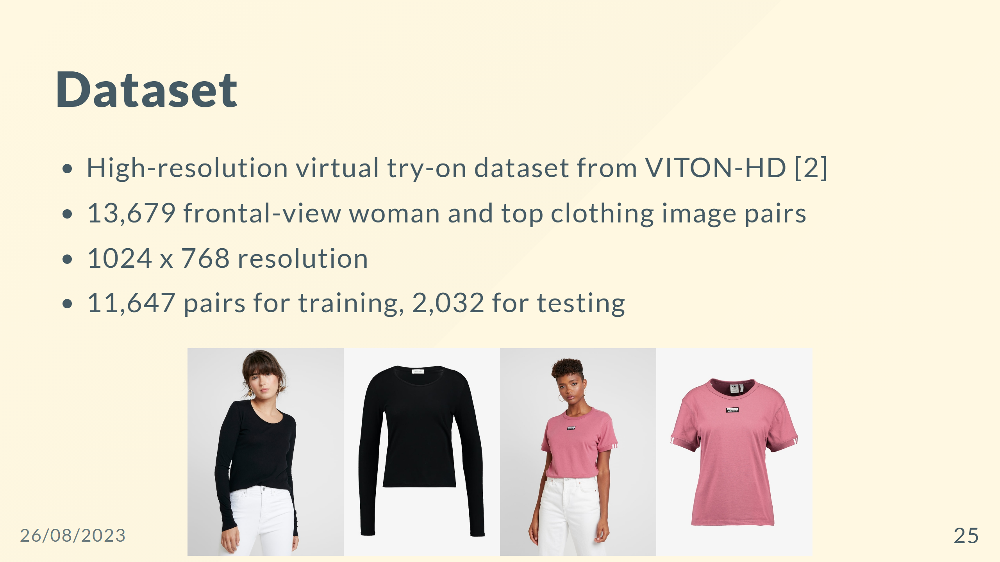 Dataset
• High-resolution virtual try-on dataset from VITON-HD [2]
• 13,679 frontal-view woman and top clothing image pairs
• 1024 x 768 resolution
• 11,647 pairs for training, 2,032 for testing
adidas
26/08/2023
25